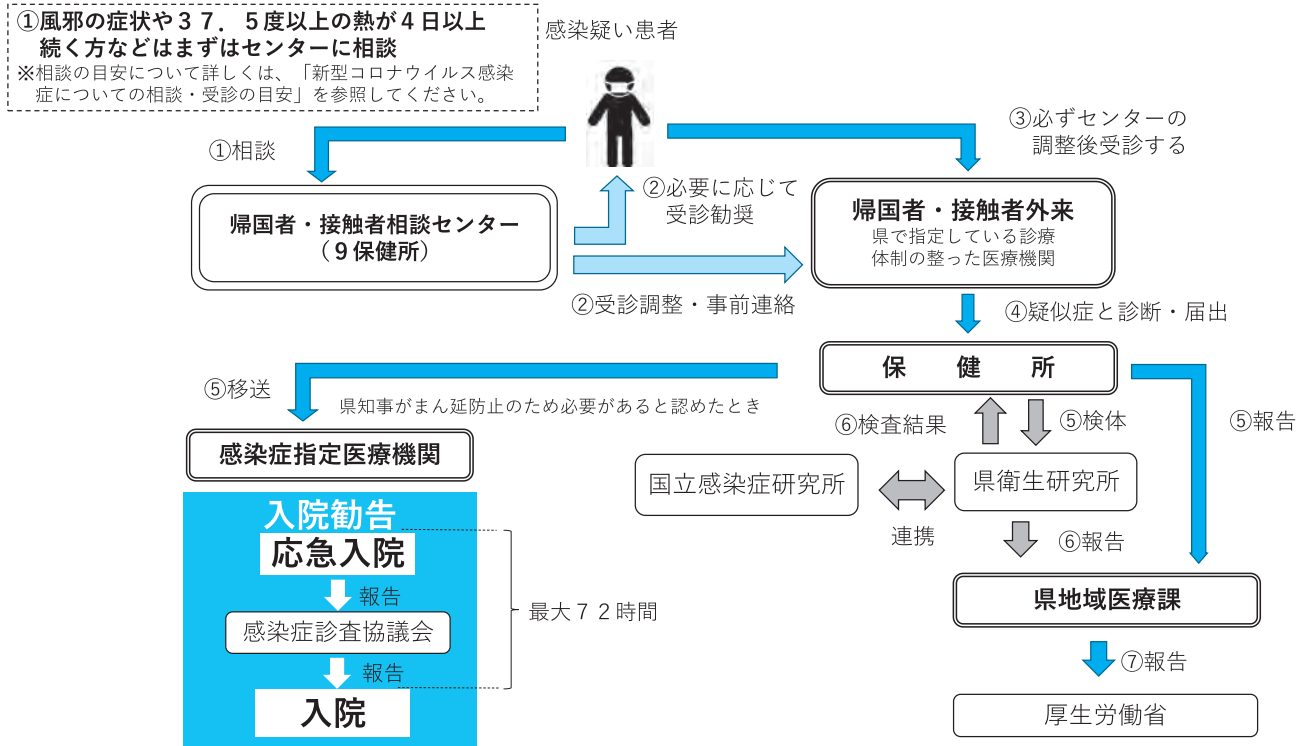 ①風邪の症状や３７．５度以上の熱が４日以上
続く方などはまずはセンターに相談
※相談の目安について詳しくは、「新型コロナウイルス感染
症についての相談・受診の目安」を参照してください。
感染疑い患者
①相談
③必ずセンターの
調整後受診する
②必要に応じて
受診勧奨
帰国者・接触者相談センター
（９保健所）
帰国者・接触者外来
県で指定している診療
体制の整った医療機関
②受診調整・事前連絡
④疑似症と診断・届出
保　健　所
⑤移送
県知事がまん延防止のため必要があると認めたとき
⑥検査結果
⑤検体
⑤報告
感染症指定医療機関
国立感染症研究所
県衛生研究所
連携
⑥報告
入院勧告
応急入院
報告
感染症診査協議会
報告
入院
最大７２時間
県地域医療課
⑦報告
厚生労働省